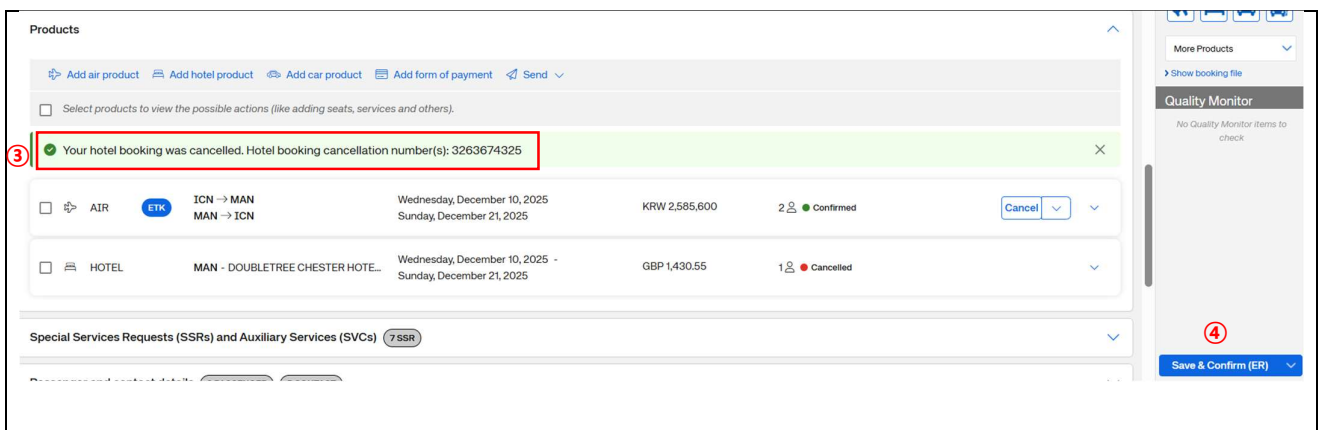 Products
More Products
Add air product Add hotel product Add car product Add form of payment Send
Show booking file
Select products to view the possible actions (like adding seats, services and others).
Quality Monitor
No Quality Monitor items to
check
③ Your hotel booking was cancelled. Hotel booking cancellation number(s): 3263674325
AIR ETK ICN → MAN Wednesday, December 10, 2025 KRW 2,585,600 2 Confirmed Cancel
MAN → ICN Sunday, December 21, 2025
HOTEL MAN - DOUBLETREE CHESTER HOTE... Wednesday, December 10, 2025 - GBP 1,430.55 1 Cancelled
Sunday, December 21, 2025
Special Services Requests (SSRs) and Auxiliary Services (SVCs) 7 SSR
④
Save & Confirm (ER)